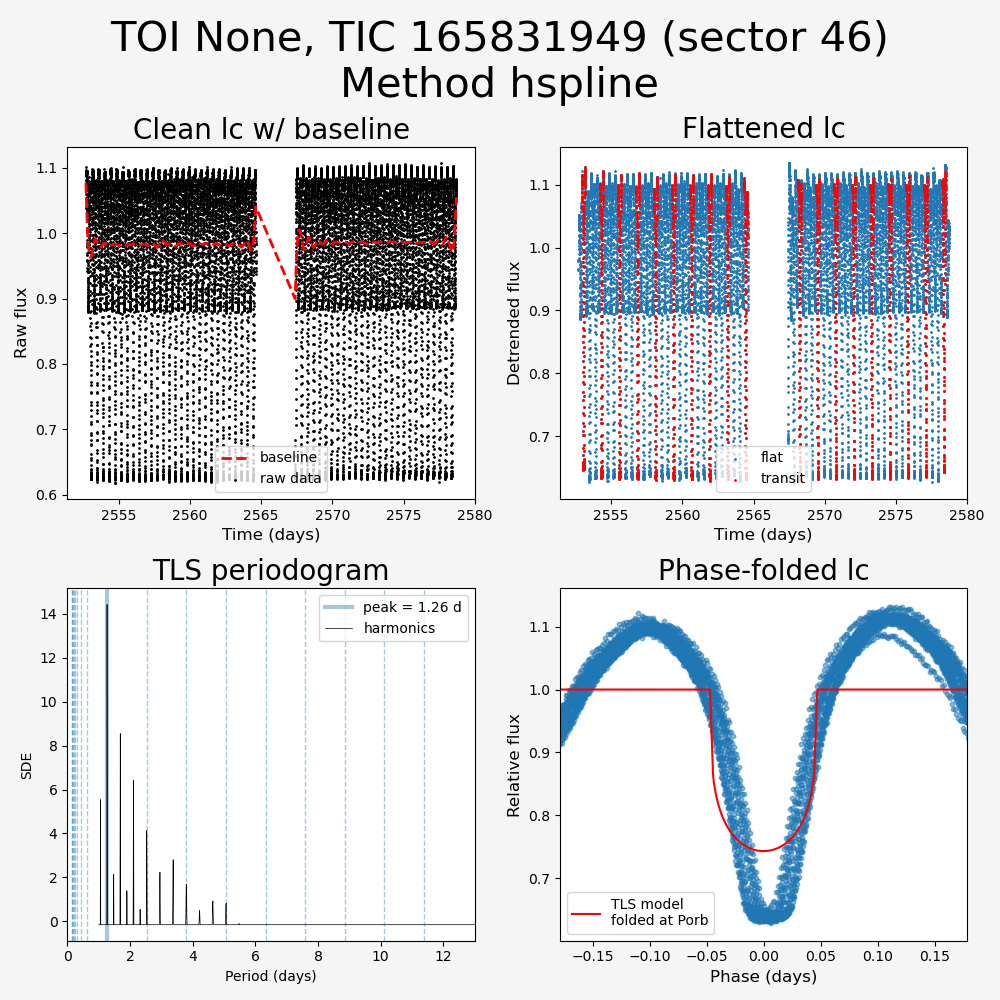 TOI None, TIC 165831949 (sector 46)
Method hspline
Clean lc w/ baseline
Raw flux
1.1
1.0
0.9
0.8
0.7
0.6
baseline
raw data
2555
2560
2565
2570
2575
2580
Time (days)
Flattened lc
Detrended flux
1.1
1.0
0.9
0.8
0.7
flat
transit
2555
2560
2565
2570
2575
2580
Time (days)
TLS periodogram
SDE
14
12
10
8
6
4
2
0
peak = 1.26 d
harmonics
0
2
4
6
8
10
12
Period (days)
Phase-folded lc
Relative flux
1.1
1.0
0.9
0.8
0.7
TLS model
folded at Porb
−0.15
−0.10
−0.05
0.00
0.05
0.10
0.15
Phase (days)